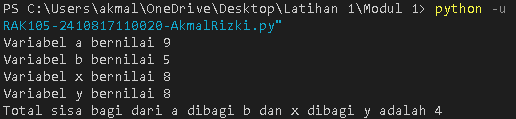 PS C:\Users\akmal\OneDrive\Desktop\Latihan 1\Modul 1> python -u
RAK105-2410817110020-AkmalRizki.py"
Variabel a bernilai 9
Variabel b bernilai 5
Variabel x bernilai 8
Variabel y bernilai 8
Total sisa bagi dari a dibagi b dan x dibagi y adalah 4